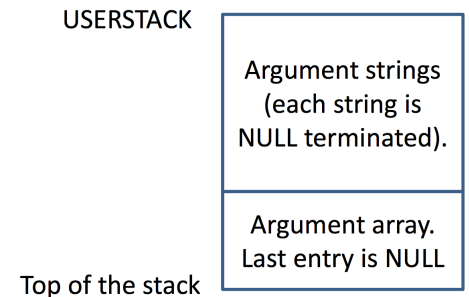 USERSTACK
Argument strings
(each string is
NULL terminated).
Argument array.
Last entry is NULL
Top of the stack